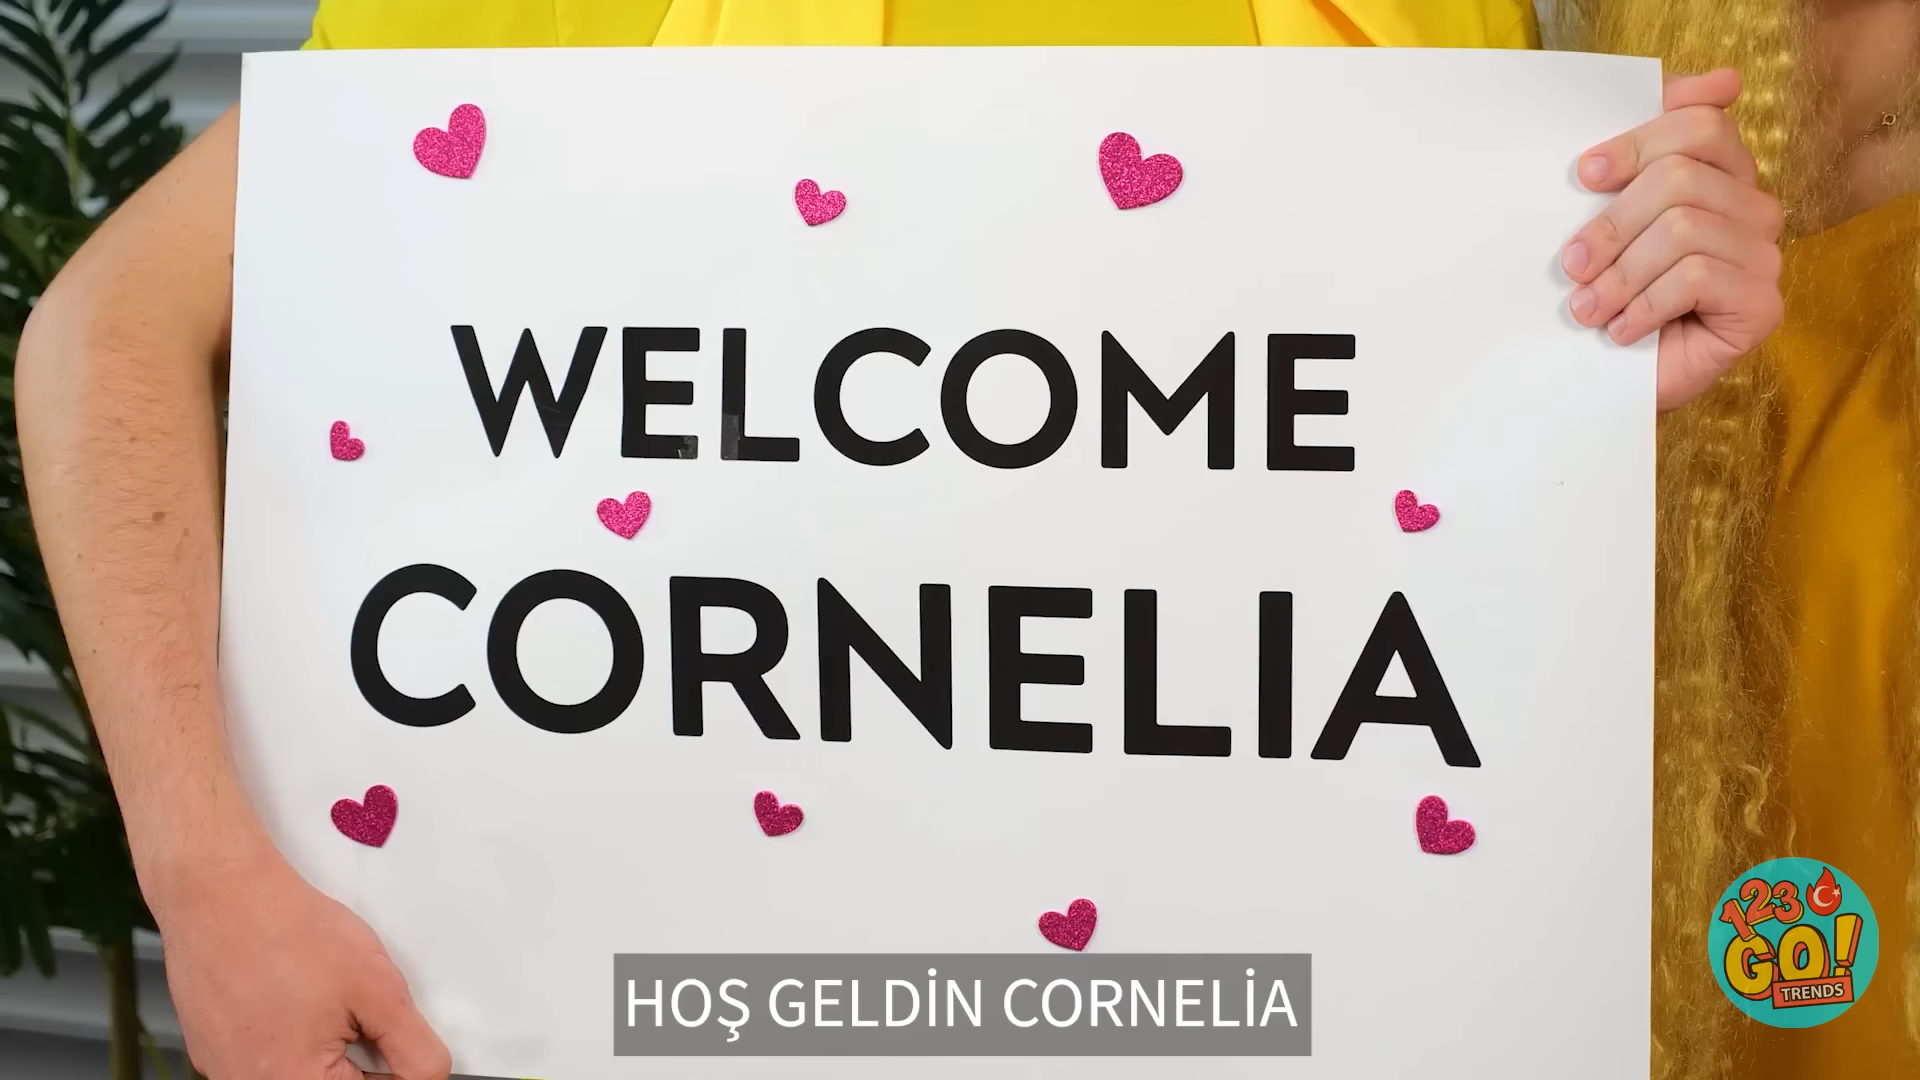 WELCOME
CORNELIA
123
GO!
TRENDS
HOŞ GELDİN CORNELİA